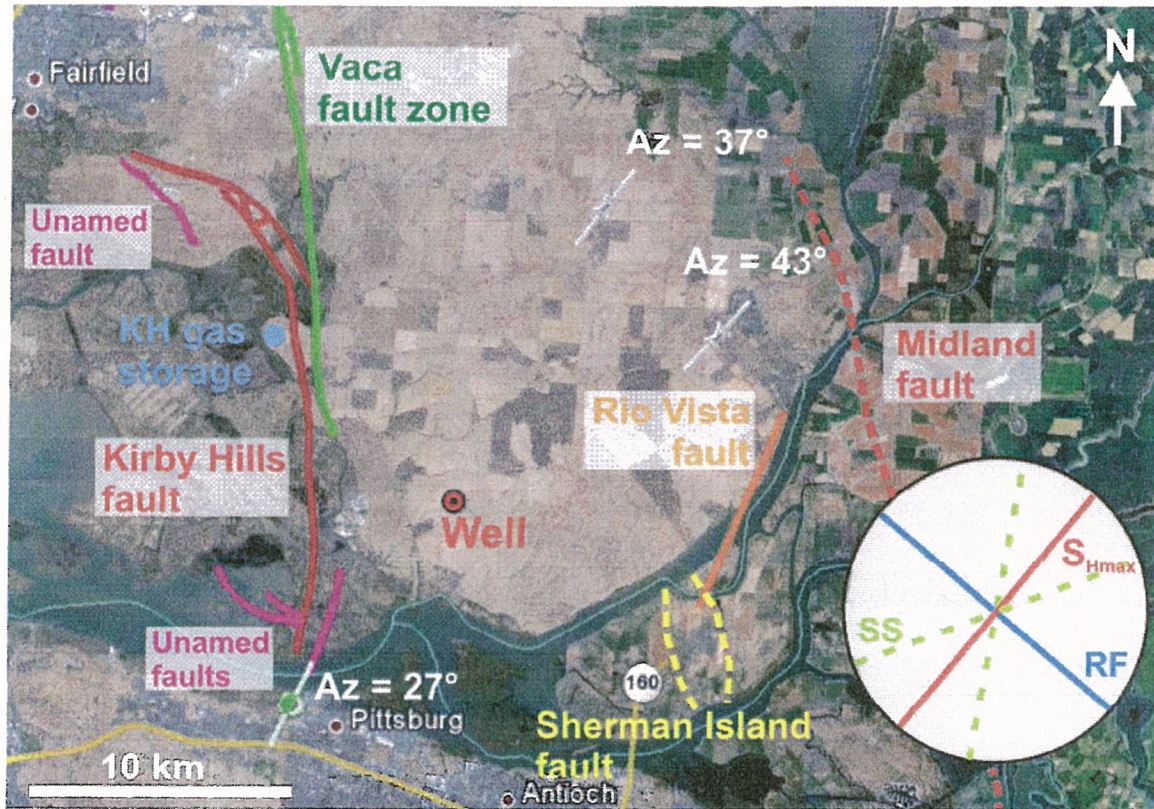 Fairfield
Vaca
fault zone
N
Az = 37°
Unamed
fault
Az = 43°
KH gas
storage
Midland
fault
Rio Vista
fault
Kirby Hills
fault
Well
SHmax
SS
RF
Unamed
faults
Az = 27°
160
Pittsburg
Sherman Island
fault
10 km
Antioch